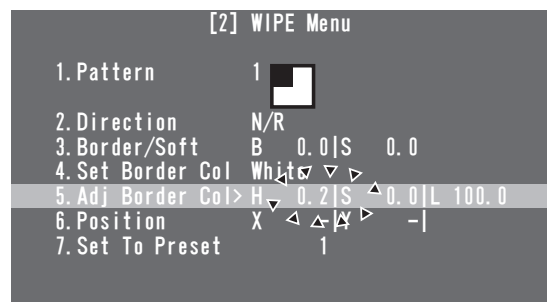 [2] WIPE Menu
1.Pattern 1
2.Direction N/R
3.Border/Soft B 0.0|S 0.0
4.Set Border Col White
5.Adj Border Col> H 0.2|S 0.0|L 100.0
6.Position X -|Y -|
7.Set To Preset 1